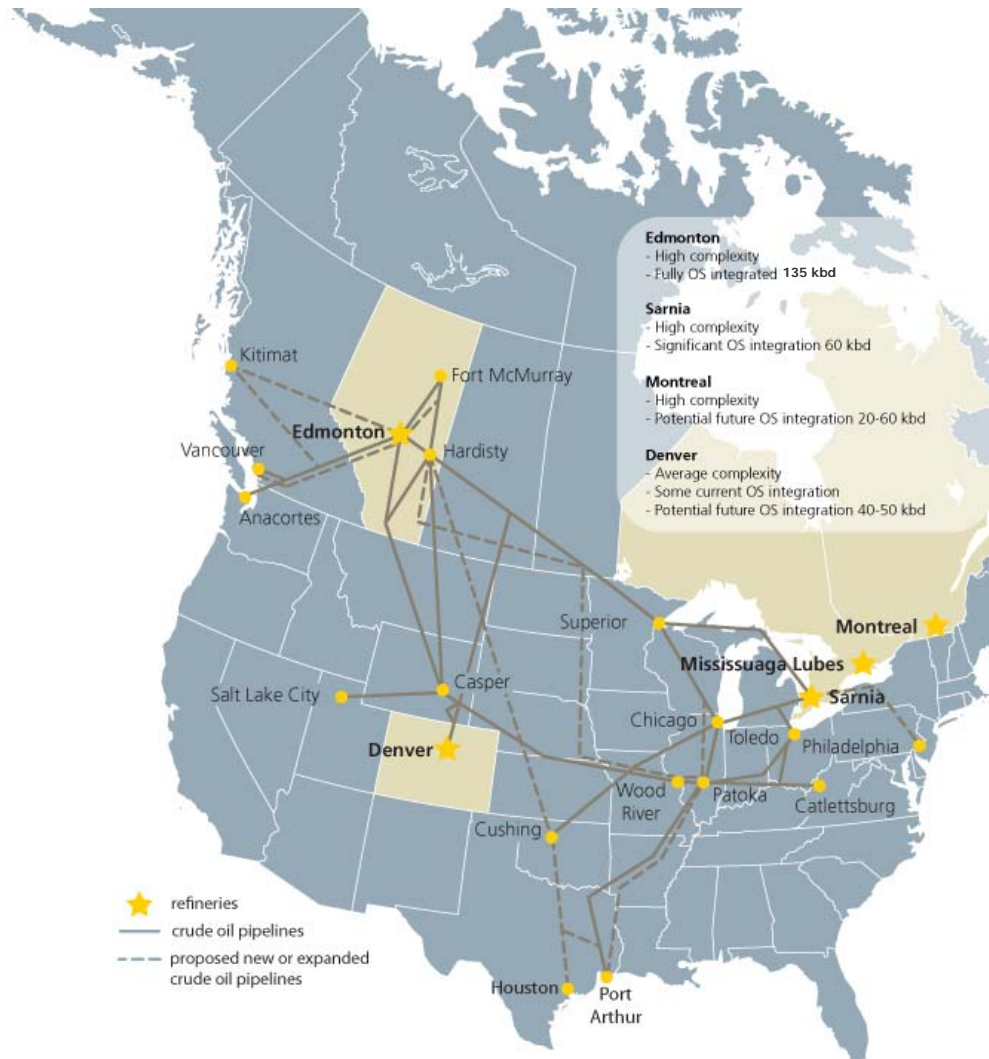 Edmonton
- High complexity
- Fully OS integrated 135 kbd
Sarnia
- High complexity
- Significant OS integration 60 kbd
Montreal
- High complexity
- Potential future OS integration 20-60 kbd
Denver
- Average complexity
- Some current OS integration
- Potential future OS integration 40-50 kbd
Kitimat
Fort McMurray
Edmonton
Hardisty
Vancouver
Anacortes
Superior
Montreal
Mississuaga Lubes
Salt Lake City
Casper
Sarnia
Chicago
Toledo
Philadelphia
Denver
Wood
River
Patoka
Catlettsburg
Cushing
refineries
crude oil pipelines
proposed new or expanded
crude oil pipelines
Houston
Port
Arthur